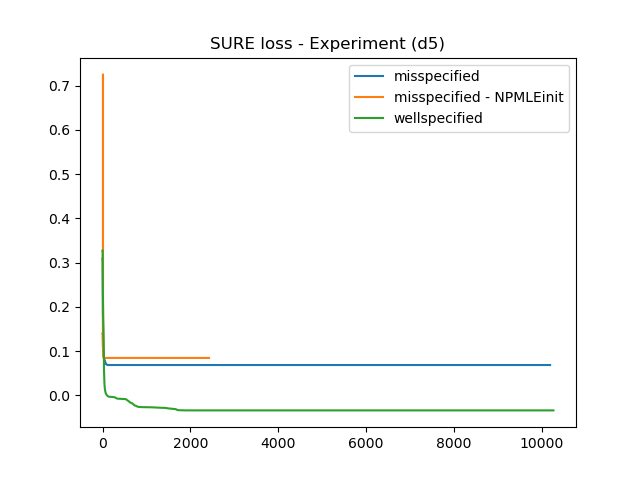 SURE loss - Experiment (d5)
misspecified
misspecified - NPMLEinit
wellspecified
0.7
0.6
0.5
0.4
0.3
0.2
0.1
0.0
0 2000 4000 6000 8000 10000